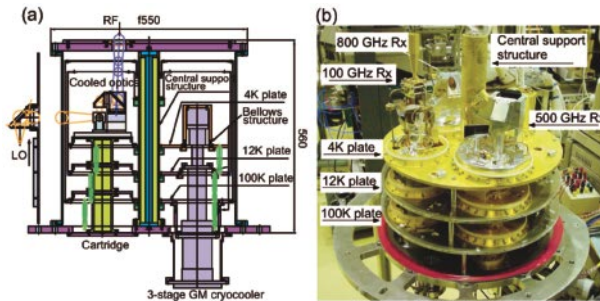 (a)
RF
f550
Cooled optics
Central support
structure
4K plate
Bellows
structure
12K plate
100K plate
LO
560
Cartridge
3-stage GM cryocooler
(b)
800 GHz Rx
100 GHz Rx
Central support
structure
500 GHz Rx
4K plate
12K plate
100K plate